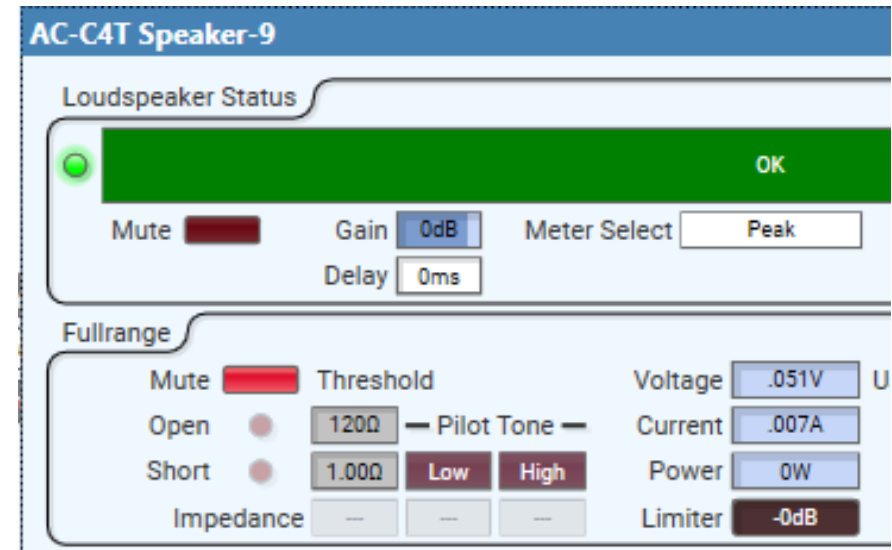 AC-C4T Speaker-9
Loudspeaker Status
OK
Mute Gain 0dB Meter Select Peak
Delay 0ms
Fullrange
Mute Threshold Voltage .051V U
Open 120Ω Pilot Tone Current .007A
Short 1.00Ω Low High Power 0W
Impedance --- --- --- Limiter -0dB